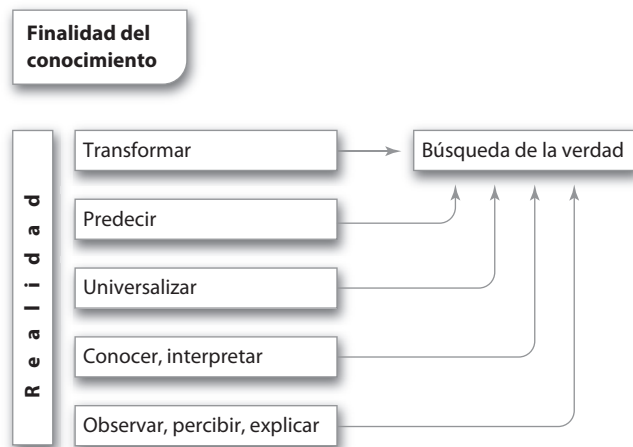 Finalidad del
conocimiento
Realidad
Transformar
Búsqueda de la verdad
Predecir
Universalizar
Conocer, interpretar
Observar, percibir, explicar